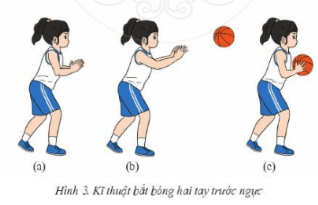 (a) (b) (c)
Hình 3. Kĩ thuật bắt bóng hai tay trước ngực